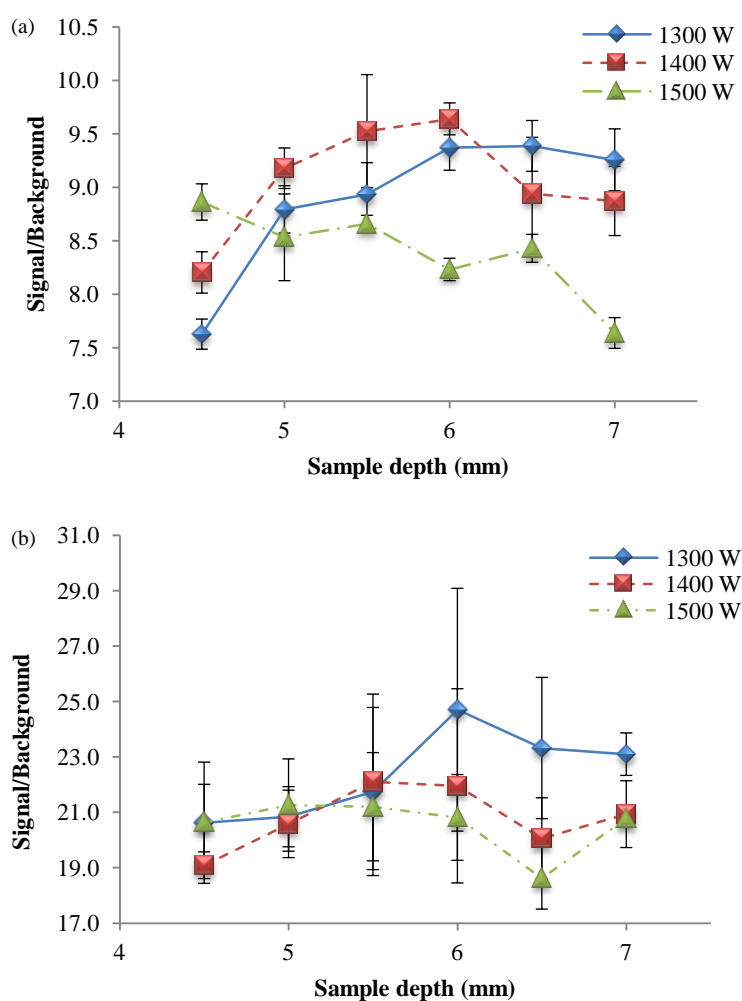 (a)
10.5
10.0
9.5
9.0
8.5
8.0
7.5
7.0
Signal/Background
1300 W
1400 W
1500 W
4 5 6 7
Sample depth (mm)
(b)
31.0
29.0
27.0
25.0
23.0
21.0
19.0
17.0
Signal/Background
1300 W
1400 W
1500 W
4 5 6 7
Sample depth (mm)